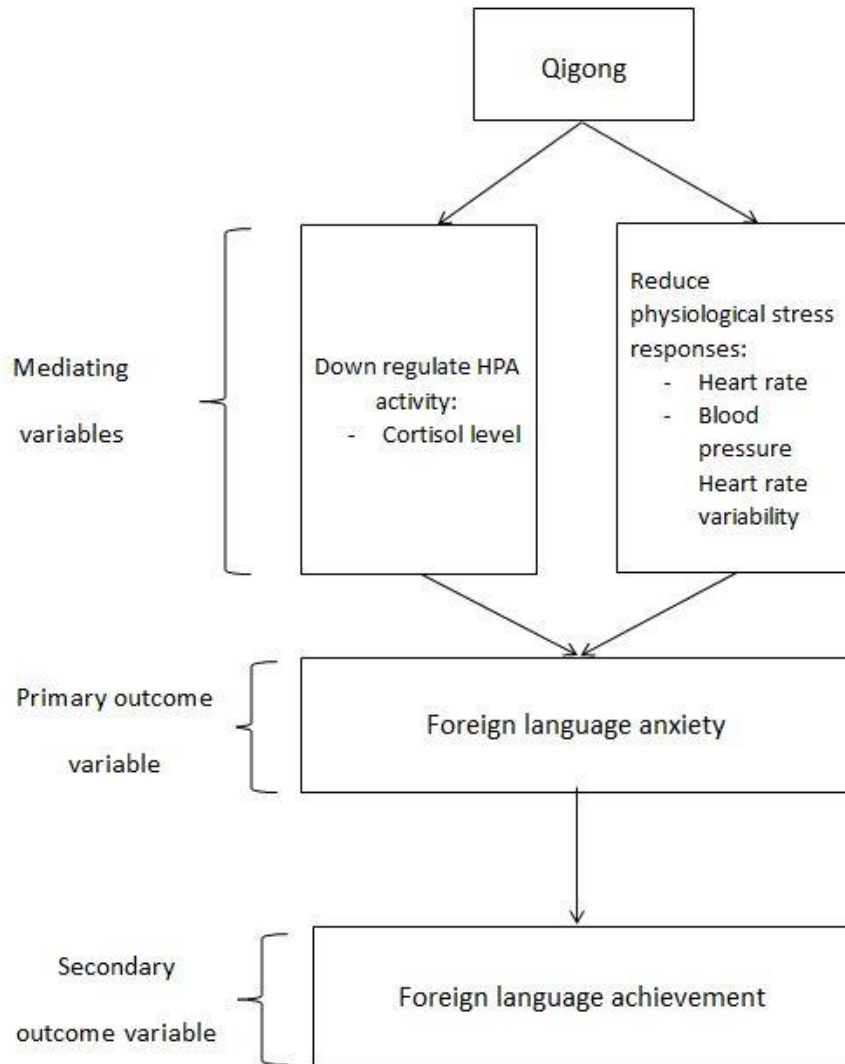 Qigong
Mediating
variables
Down regulate HPA
activity:
- Cortisol level
Reduce
physiological stress
responses:
- Heart rate
- Blood
pressure
Heart rate
variability
Primary outcome
variable
Foreign language anxiety
Secondary
outcome variable
Foreign language achievement